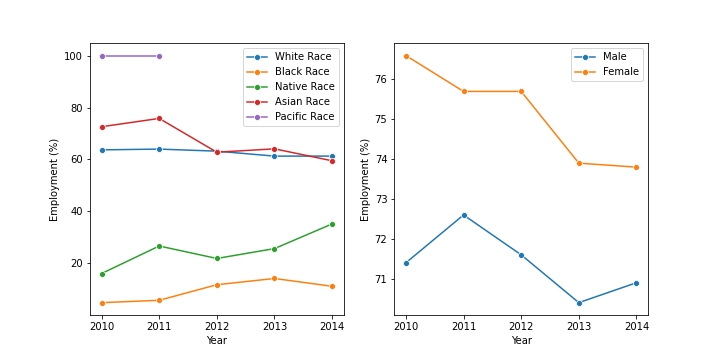 100
80
60
40
20
Employment (%)
2010 2011 2012 2013 2014
Year
White Race
Black Race
Native Race
Asian Race
Pacific Race
76
75
74
73
72
71
Employment (%)
2010 2011 2012 2013 2014
Year
Male
Female